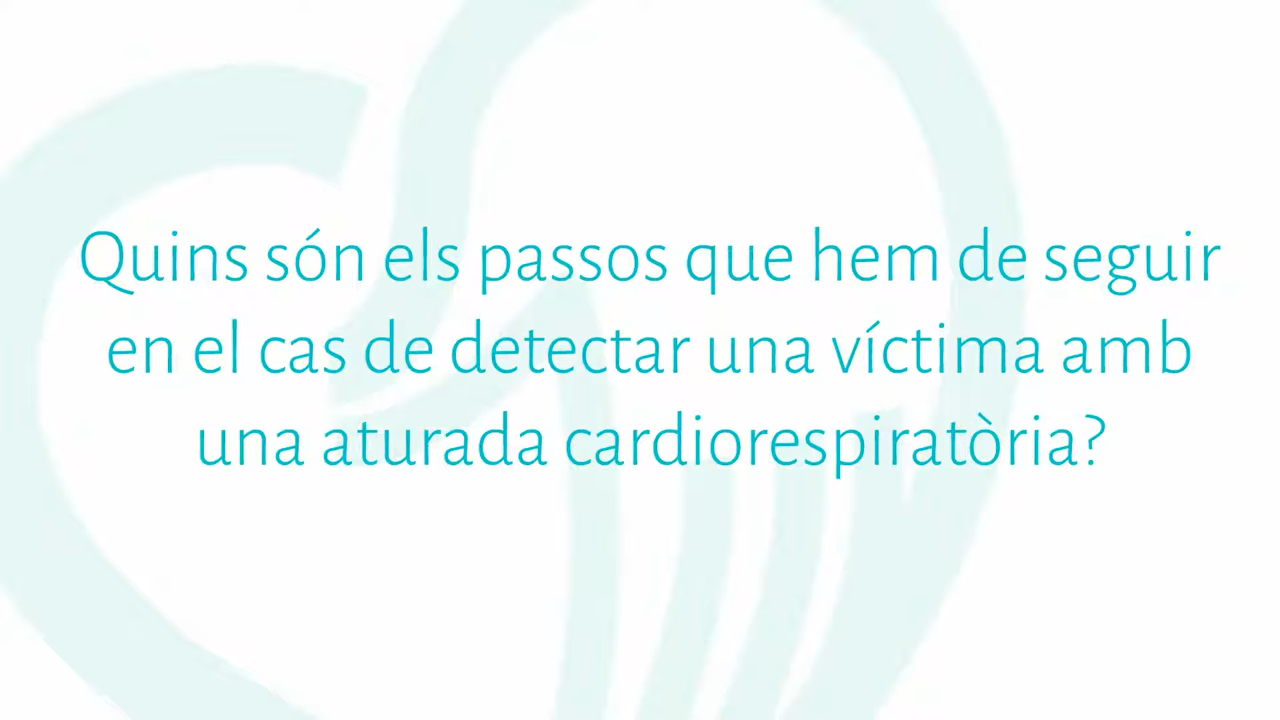 Quins són els passos que hem de seguir
en el cas de detectar una víctima amb
una aturada cardiorespiratòria?